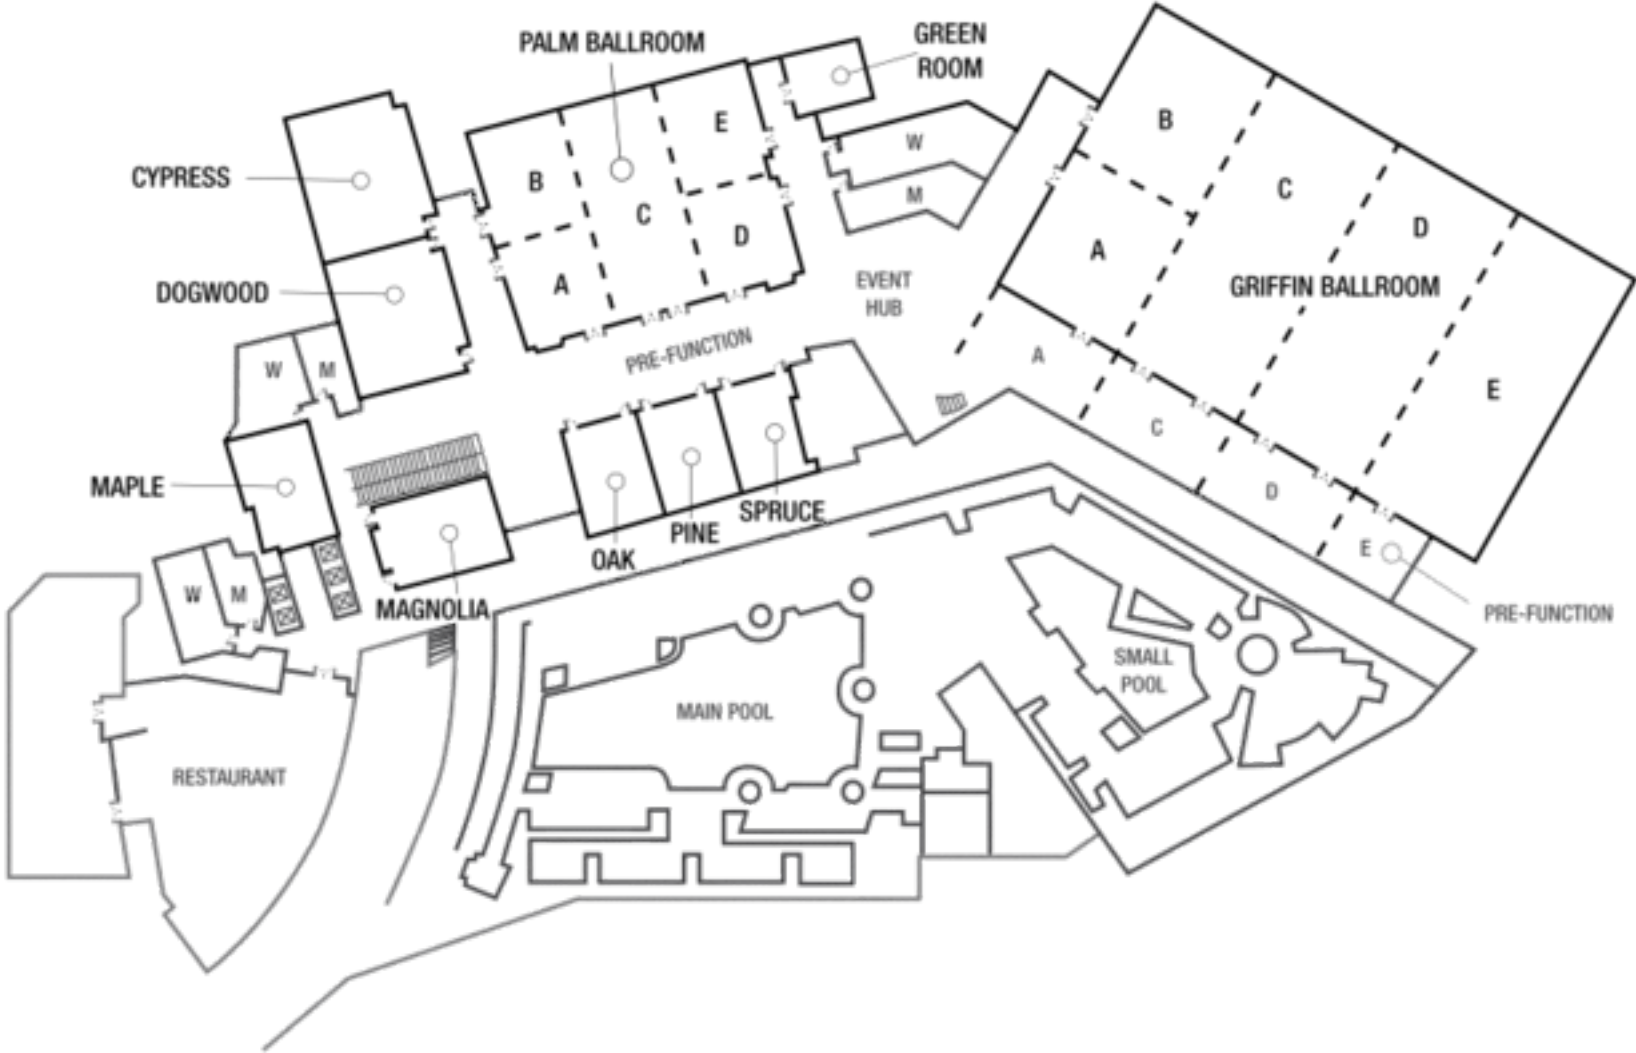 PALM BALLROOM
GREEN
ROOM
CYPRESS
DOGWOOD
B
A
C
E
D
W
M
EVENT
HUB
PRE-FUNCTION
B
A
C
D
E
GRIFFIN BALLROOM
A
C
D
E
PRE-FUNCTION
W
M
MAPLE
MAGNOLIA
OAK
PINE
SPRUCE
W
M
RESTAURANT
MAIN POOL
SMALL
POOL